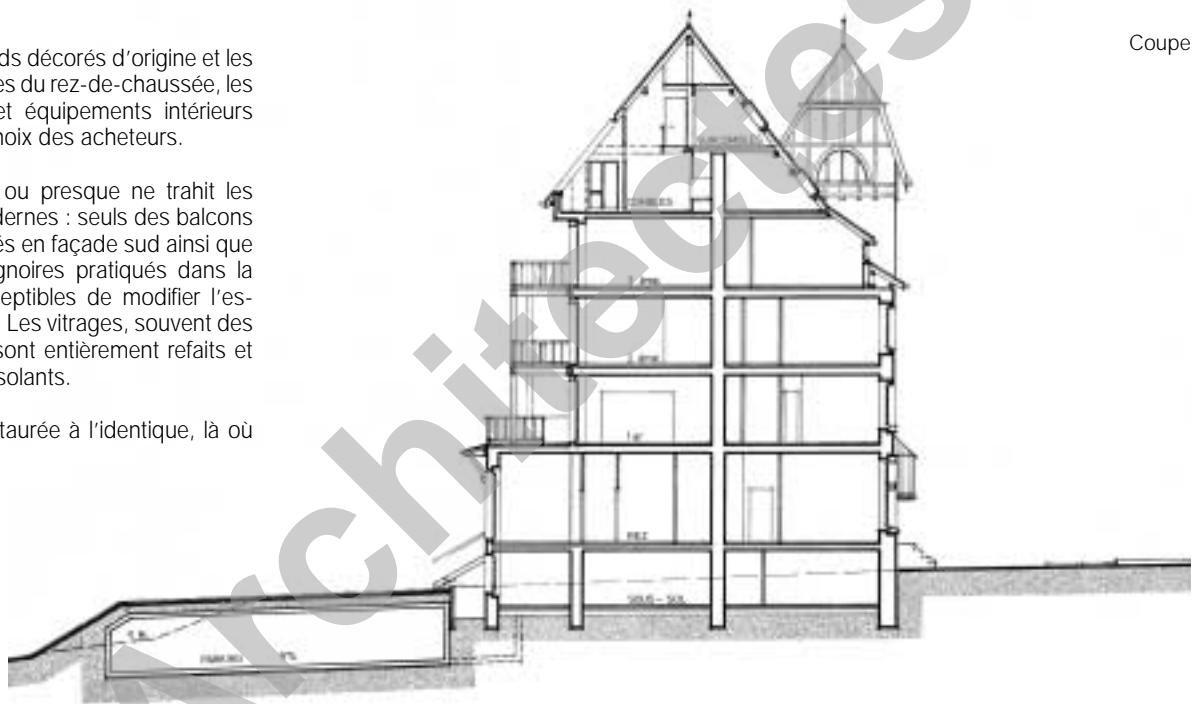 ds décorés d'origine et les
es du rez-de-chaussée, les
et équipements intérieurs
hoix des acheteurs.
ou presque ne trahit les
dernes : seuls des balcons
és en façade sud ainsi que
gnoires pratiqués dans la
ceptibles de modifier l'es-
. Les vitrages, souvent des
sont entièrement refaits et
solants.
taurée à l'identique, là où
Coupe
COMBLES
1er
REZ
SOUS-SOL
T.N.
PARKING
Architectes